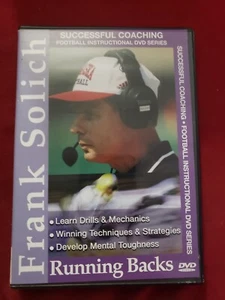 SUCCESSFUL COACHING
FOOTBALL INSTRUCTIONAL DVD SERIES
Frank Solich
SUCCESSFUL COACHING • FOOTBALL INSTRUCTIONAL DVD SERIES
• Learn Drills & Mechanics
• Winning Techniques & Strategies
• Develop Mental Toughness
Running Backs
DVD